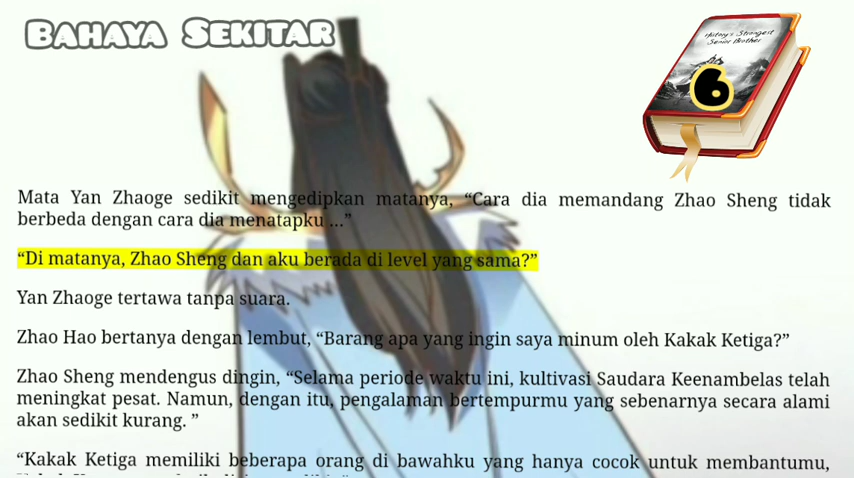 BAHAYA SEKITAR
History's Strongest
Senior Brother
6
Mata Yan Zhaoge sedikit mengedipkan matanya, “Cara dia memandang Zhao Sheng tidak
berbeda dengan cara dia menatapku ...”
“Di matanya, Zhao Sheng dan aku berada di level yang sama?”
Yan Zhaoge tertawa tanpa suara.
Zhao Hao bertanya dengan lembut, “Barang apa yang ingin saya minum oleh Kakak Ketiga?”
Zhao Sheng mendengus dingin, “Selama periode waktu ini, kultivasi Saudara Keenambelas telah
meningkat pesat. Namun, dengan itu, pengalaman bertempurmu yang sebenarnya secara alami
akan sedikit kurang. ”
“Kakak Ketiga memiliki beberapa orang di bawahku yang hanya cocok untuk membantumu,